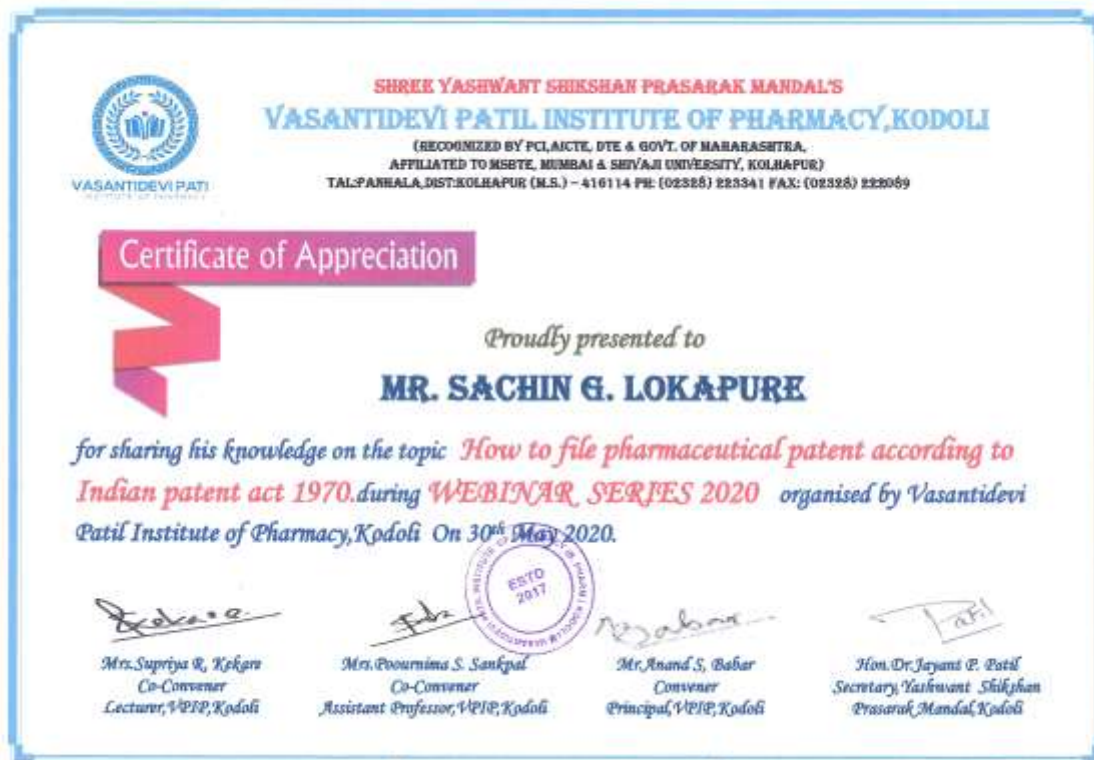 SHREE YASHWANT SHIKSHAN PRASARAK MANDAL'S
VASANTIDEVI PATIL INSTITUTE OF PHARMACY,KODOLI
(RECOGNIZED BY PCI,AICTE, DTE & GOVT. OF MAHARASHTRA,
AFFILIATED TO MSBTE, MUMBAI & SHIVAJI UNIVERSITY, KOLHAPUR)
TAL:PANHALA,DIST:KOLHAPUR (M.S.) – 416114 PH: (02328) 223341 FAX: (02328) 222089
VASANTIDEVI PATI
INSTITUTE OF PHARMACY
Certificate of Appreciation
Proudly presented to
MR. SACHIN G. LOKAPURE
for sharing his knowledge on the topic How to file pharmaceutical patent according to
Indian patent act 1970.during WEBINAR SERIES 2020 organised by Vasantidevi
Patil Institute of Pharmacy,Kodoli On 30th May 2020.
ESTD
2017
Mrs.Supriya R, Kekare
Co-Convener
Lecturer,VPIP,Kodoli
Mrs.Poournima S. Sankpal
Co-Convener
Assistant Professor,VPIP,Kodoli
Mr.Anand S, Babar
Convener
Principal,VPIP,Kodoli
Patil
Hon.Dr.Jayant P. Patil
Secretary,Yashwant Shikshan
Prasarak Mandal,Kodoli